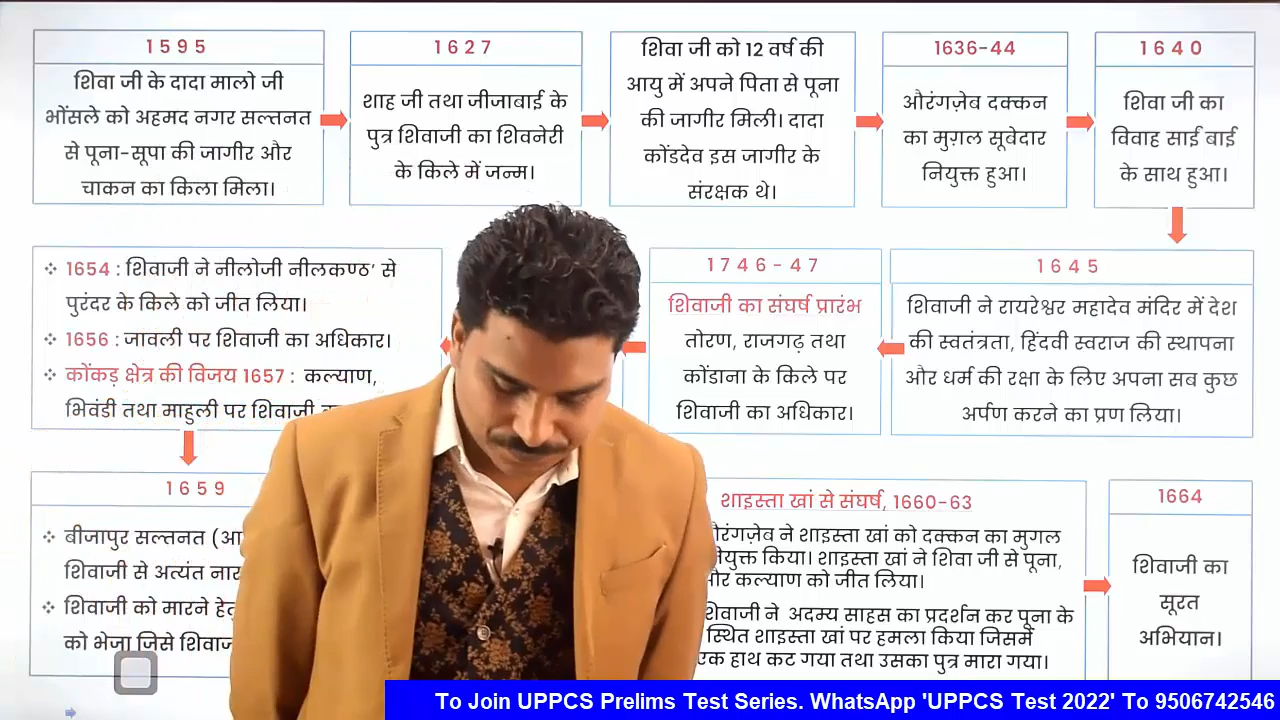 1595
शिवा जी के दादा मालो जी
भोंसले को अहमद नगर सल्तनत
से पूना-सूपा की जागीर और
चाकन का किला मिला।
1627
शाह जी तथा जीजाबाई के
पुत्र शिवाजी का शिवनेरी
के किले में जन्म।
शिवा जी को 12 वर्ष की
आयु में अपने पिता से पूना
की जागीर मिली। दादा
कोंडदेव इस जागीर के
संरक्षक थे।
1636-44
औरंगज़ेब दक्कन
का मुग़ल सूबेदार
नियुक्त हुआ।
1640
शिवा जी का
विवाह साई बाई
के साथ हुआ।
1645
शिवाजी ने रायरेश्वर महादेव मंदिर में देश
की स्वतंत्रता, हिंदवी स्वराज की स्थापना
और धर्म की रक्षा के लिए अपना सब कुछ
अर्पण करने का प्रण लिया।
1746-47
शिवाजी का संघर्ष प्रारंभ
तोरण, राजगढ़ तथा
कोंडाना के किले पर
शिवाजी का अधिकार।
❖ 1654 : शिवाजी ने नीलोजी नीलकण्ठ’ से
पुरंदर के किले को जीत लिया।
❖ 1656 : जावली पर शिवाजी का अधिकार।
❖ कोंकड़ क्षेत्र की विजय 1657 : कल्याण,
भिवंडी तथा माहुली पर शिवाजी
1659
❖ बीजापुर सल्तनत
शिवाजी से अत्यंत
❖ शिवाजी को मारने
को भेजा जिसे
शाइस्ता खां से संघर्ष, 1660-63
ने शाइस्ता खां को दक्कन का मुगल
किया। शाइस्ता खां ने शिवा जी से पूना,
कल्याण को जीत लिया।
शिवाजी ने अदम्य साहस का प्रदर्शन कर पूना के
स्थित शाइस्ता खां पर हमला किया जिसमें
एक हाथ कट गया तथा उसका पुत्र मारा गया।
1664
शिवाजी का
सूरत
अभियान।
To Join UPPCS Prelims Test Series. WhatsApp 'UPPCS Test 2022' To 9506742546